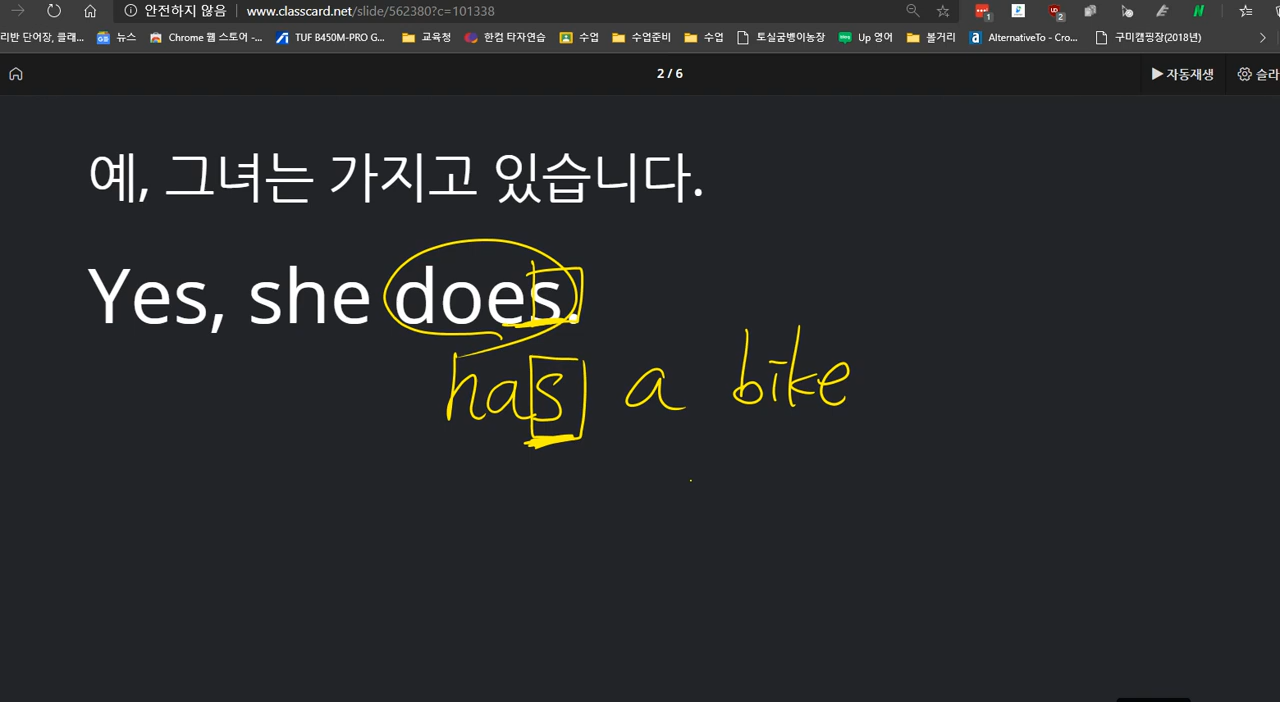 안전하지 않음 www.classcard.net/slide/562380?c=101338
리반 단어장, 클래... 뉴스 Chrome 웹 스토어 -... TUF B450M-PRO G... 교육청 한컴 타자연습 수업 수업준비 수업 토실굼뱅이농장 Up 영어 볼거리 AlternativeTo - Cro... 구미캠핑장(2018년)
2 / 6 자동재생 슬라
예, 그녀는 가지고 있습니다.
Yes, she does.
has a bike